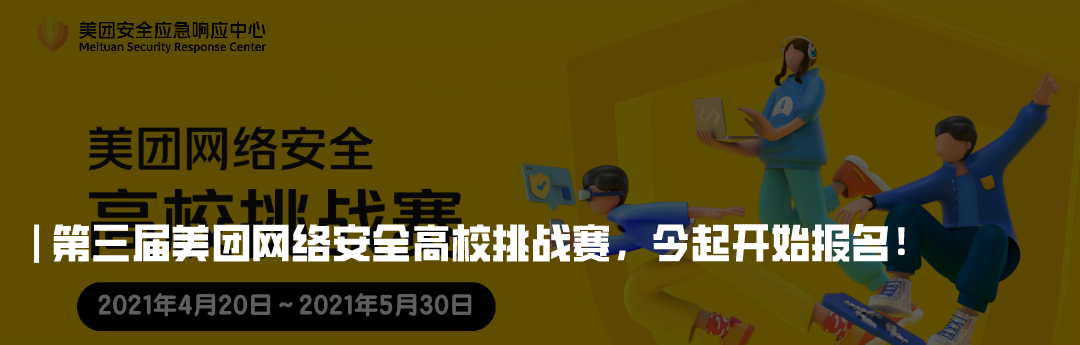 美团安全应急响应中心
Meituan Security Response Center
美团网络安全
高校挑战赛
| 第三届美团网络安全高校挑战赛，今起开始报名！
2021年4月20日 ~ 2021年5月30日